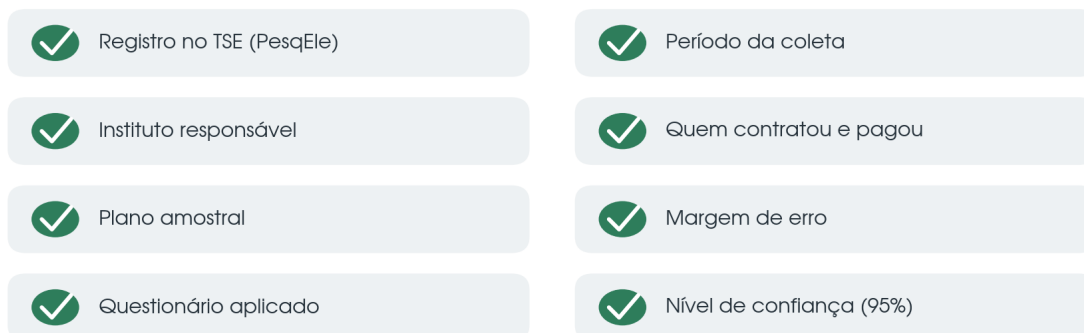 Registro no TSE (PesqEle)
Período da coleta
Instituto responsável
Quem contratou e pagou
Plano amostral
Margem de erro
Questionário aplicado
Nível de confiança (95%)